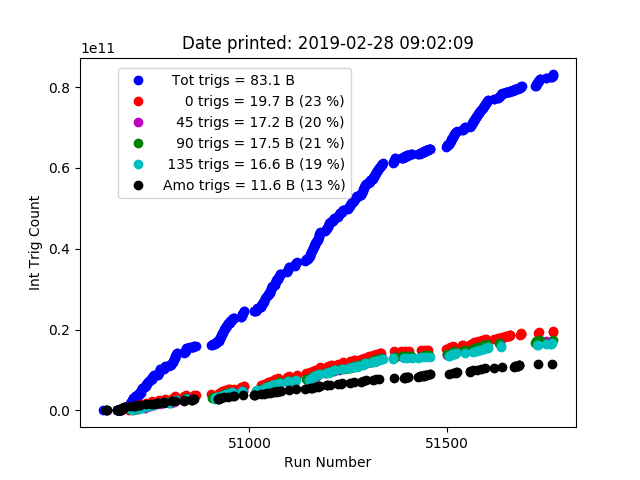 Date printed: 2019-02-28 09:02:09
1e11
Tot trigs = 83.1 B
0 trigs = 19.7 B (23 %)
45 trigs = 17.2 B (20 %)
90 trigs = 17.5 B (21 %)
135 trigs = 16.6 B (19 %)
Amo trigs = 11.6 B (13 %)
0.8
0.6
0.4
0.2
0.0
Int Trig Count
51000
51500
Run Number